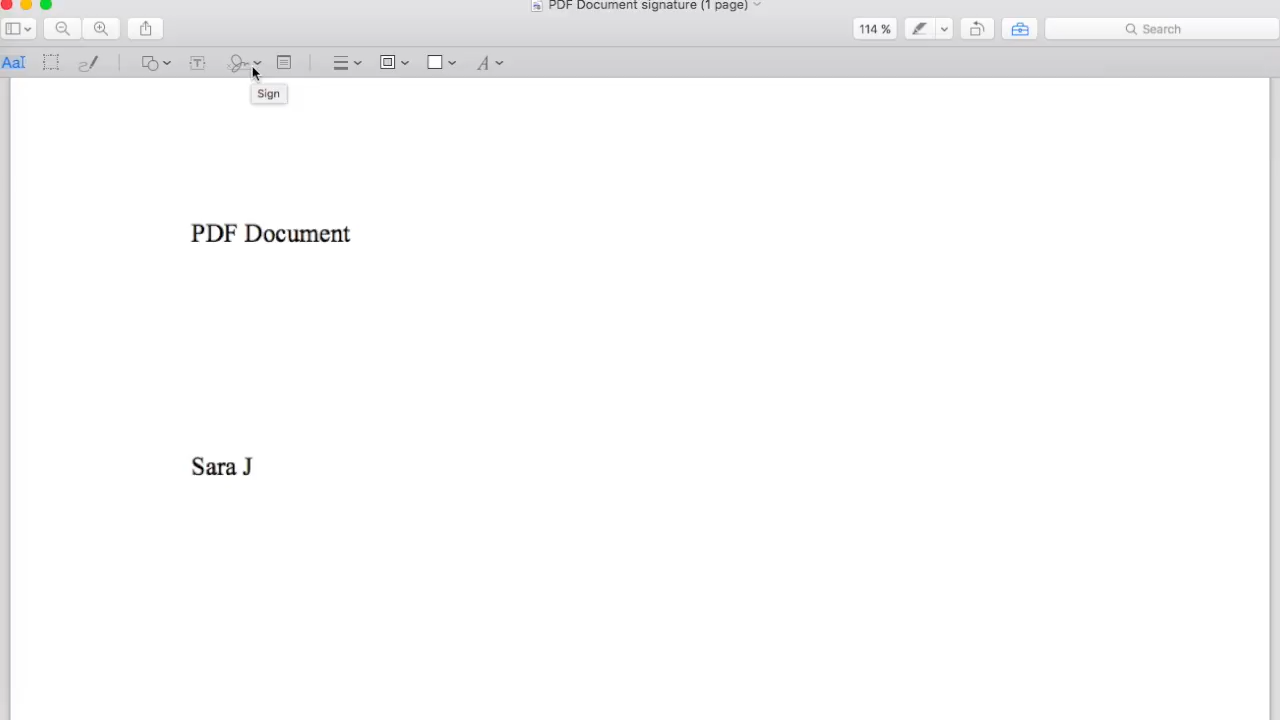 PDF Document signature (1 page)
114 %
Search
AaI
T
A
Sign
PDF Document
Sara J